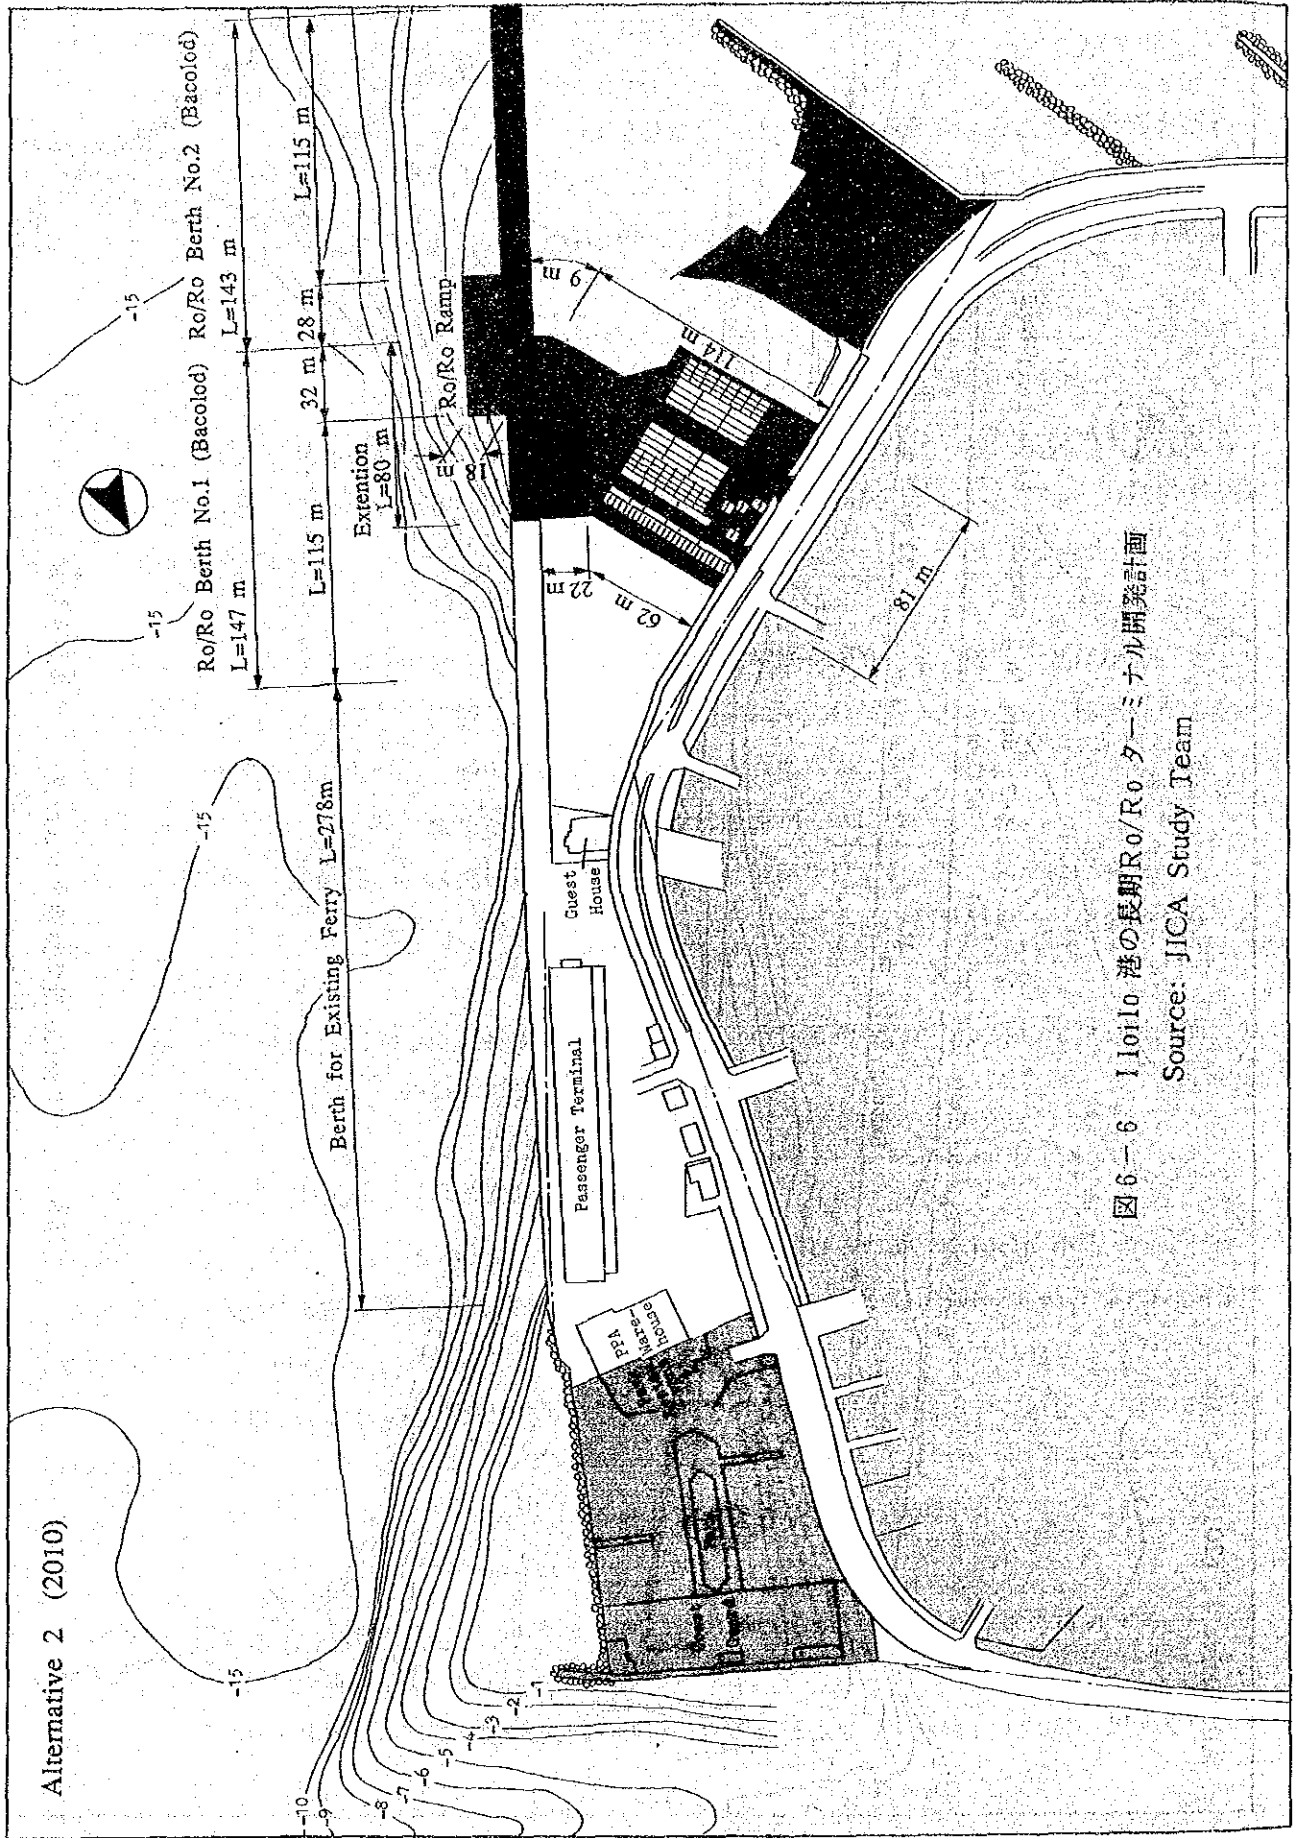 Alternative 2 (2010)
Ro/Ro Berth No.1 (Bacolod)
L=147 m
Ro/Ro Berth No.2 (Bacolod)
L=143 m
Berth for Existing Ferry L=278m
L=115 m
32 m
28 m
L=115 m
Extention
L=80 m
18 m
Ro/Ro Ramp
-15
-15
-15
-15
-10
-9
-8
-7
-6
-5
-4
-3
-2
-1
22 m
62 m
9 m
114 m
81 m
Guest
House
Passenger Terminal
PPA
Ware-
house
Guard
図6-6 Iloilo 港の長期Ro/Ro ターミナル開発計画
Source: JICA Study Team